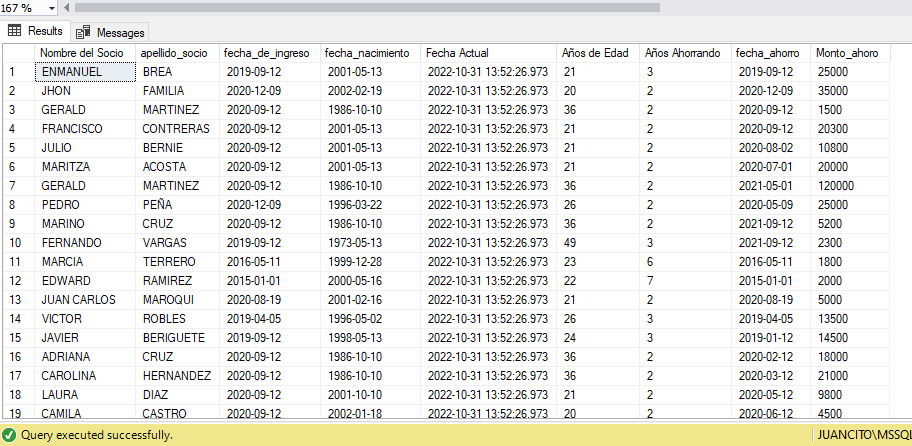 167 %
Results Messages
Nombre del Socio apellido_socio fecha_de_ingreso fecha_nacimiento Fecha Actual Años de Edad Años Ahorrando fecha_ahorro Monto_ahoro
1 ENMANUEL BREA 2019-09-12 2001-05-13 2022-10-31 13:52:26.973 21 3 2019-09-12 25000
2 JHON FAMILIA 2020-12-09 2002-02-19 2022-10-31 13:52:26.973 20 2 2020-12-09 35000
3 GERALD MARTINEZ 2020-09-12 1986-10-10 2022-10-31 13:52:26.973 36 2 2020-09-12 1500
4 FRANCISCO CONTRERAS 2020-09-12 2001-05-13 2022-10-31 13:52:26.973 21 2 2020-09-12 20300
5 JULIO BERNIE 2020-09-12 2001-05-13 2022-10-31 13:52:26.973 21 2 2020-08-02 10800
6 MARITZA ACOSTA 2020-09-12 2001-05-13 2022-10-31 13:52:26.973 21 2 2020-07-01 20000
7 GERALD MARTINEZ 2020-09-12 1986-10-10 2022-10-31 13:52:26.973 36 2 2021-05-01 120000
8 PEDRO PEÑA 2020-12-09 1996-03-22 2022-10-31 13:52:26.973 26 2 2020-05-09 25000
9 MARINO CRUZ 2020-09-12 1986-10-10 2022-10-31 13:52:26.973 36 2 2021-09-12 5200
10 FERNANDO VARGAS 2019-09-12 1973-05-13 2022-10-31 13:52:26.973 49 3 2021-09-12 2300
11 MARCIA TERRERO 2016-05-11 1999-12-28 2022-10-31 13:52:26.973 23 6 2016-05-11 1800
12 EDWARD RAMIREZ 2015-01-01 2000-05-16 2022-10-31 13:52:26.973 22 7 2015-01-01 2000
13 JUAN CARLOS MAROQUI 2020-08-19 2001-02-16 2022-10-31 13:52:26.973 21 2 2020-08-19 5000
14 VICTOR ROBLES 2019-04-05 1996-05-02 2022-10-31 13:52:26.973 26 3 2019-04-05 13500
15 JAVIER BERIGUETE 2019-09-12 1998-05-13 2022-10-31 13:52:26.973 24 3 2019-01-12 14500
16 ADRIANA CRUZ 2020-09-12 1986-10-10 2022-10-31 13:52:26.973 36 2 2020-02-12 18000
17 CAROLINA HERNANDEZ 2020-09-12 1986-10-10 2022-10-31 13:52:26.973 36 2 2020-03-12 21000
18 LAURA DIAZ 2020-09-12 2001-10-10 2022-10-31 13:52:26.973 21 2 2020-05-12 9800
19 CAMILA CASTRO 2020-09-12 2002-01-18 2022-10-31 13:52:26.973 20 2 2020-06-12 4500
Query executed successfully. JUANCITO\MSSQL